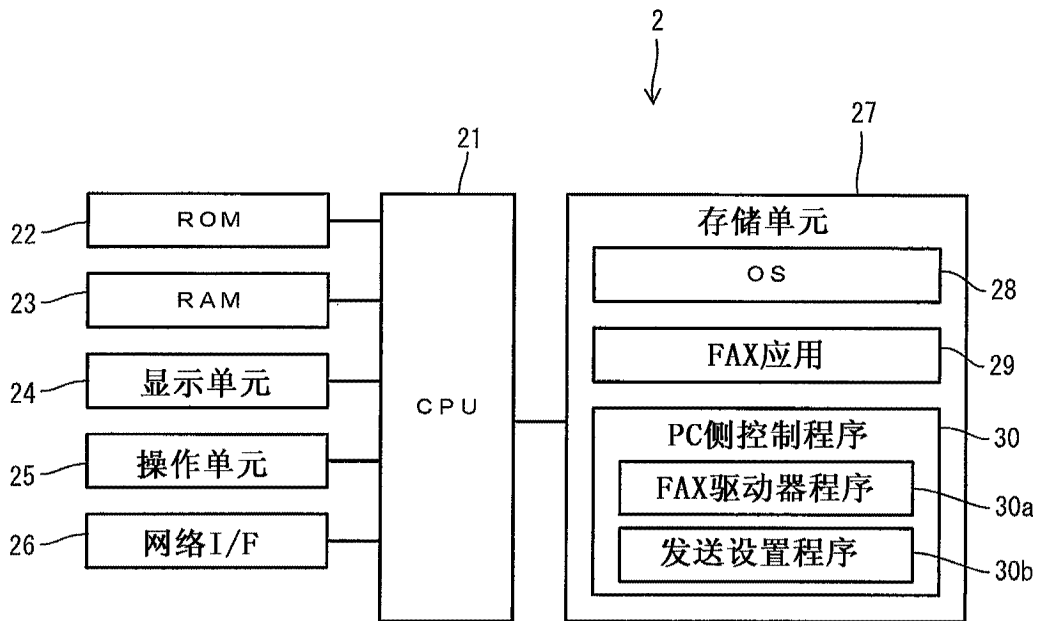 2
27
21
22
ROM
23
RAM
24
显示单元
25
操作单元
26
网络I/F
CPU
存储单元
OS
28
FAX应用
29
PC侧控制程序
30
FAX驱动器程序
30a
发送设置程序
30b